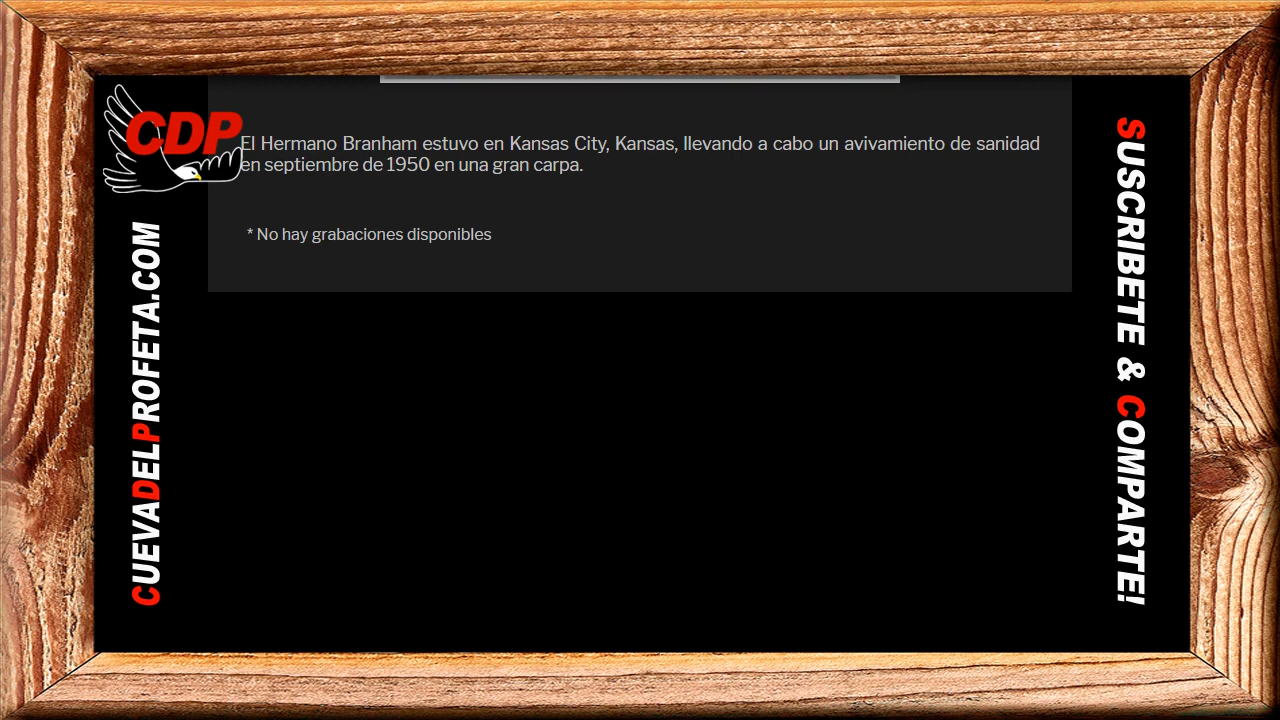 CDP
El Hermano Branham estuvo en Kansas City, Kansas, llevando a cabo un avivamiento de sanidad
en septiembre de 1950 en una gran carpa.
* No hay grabaciones disponibles
CUEVADELPROFETA.COM
SUSCRIBETE & COMPARTE!